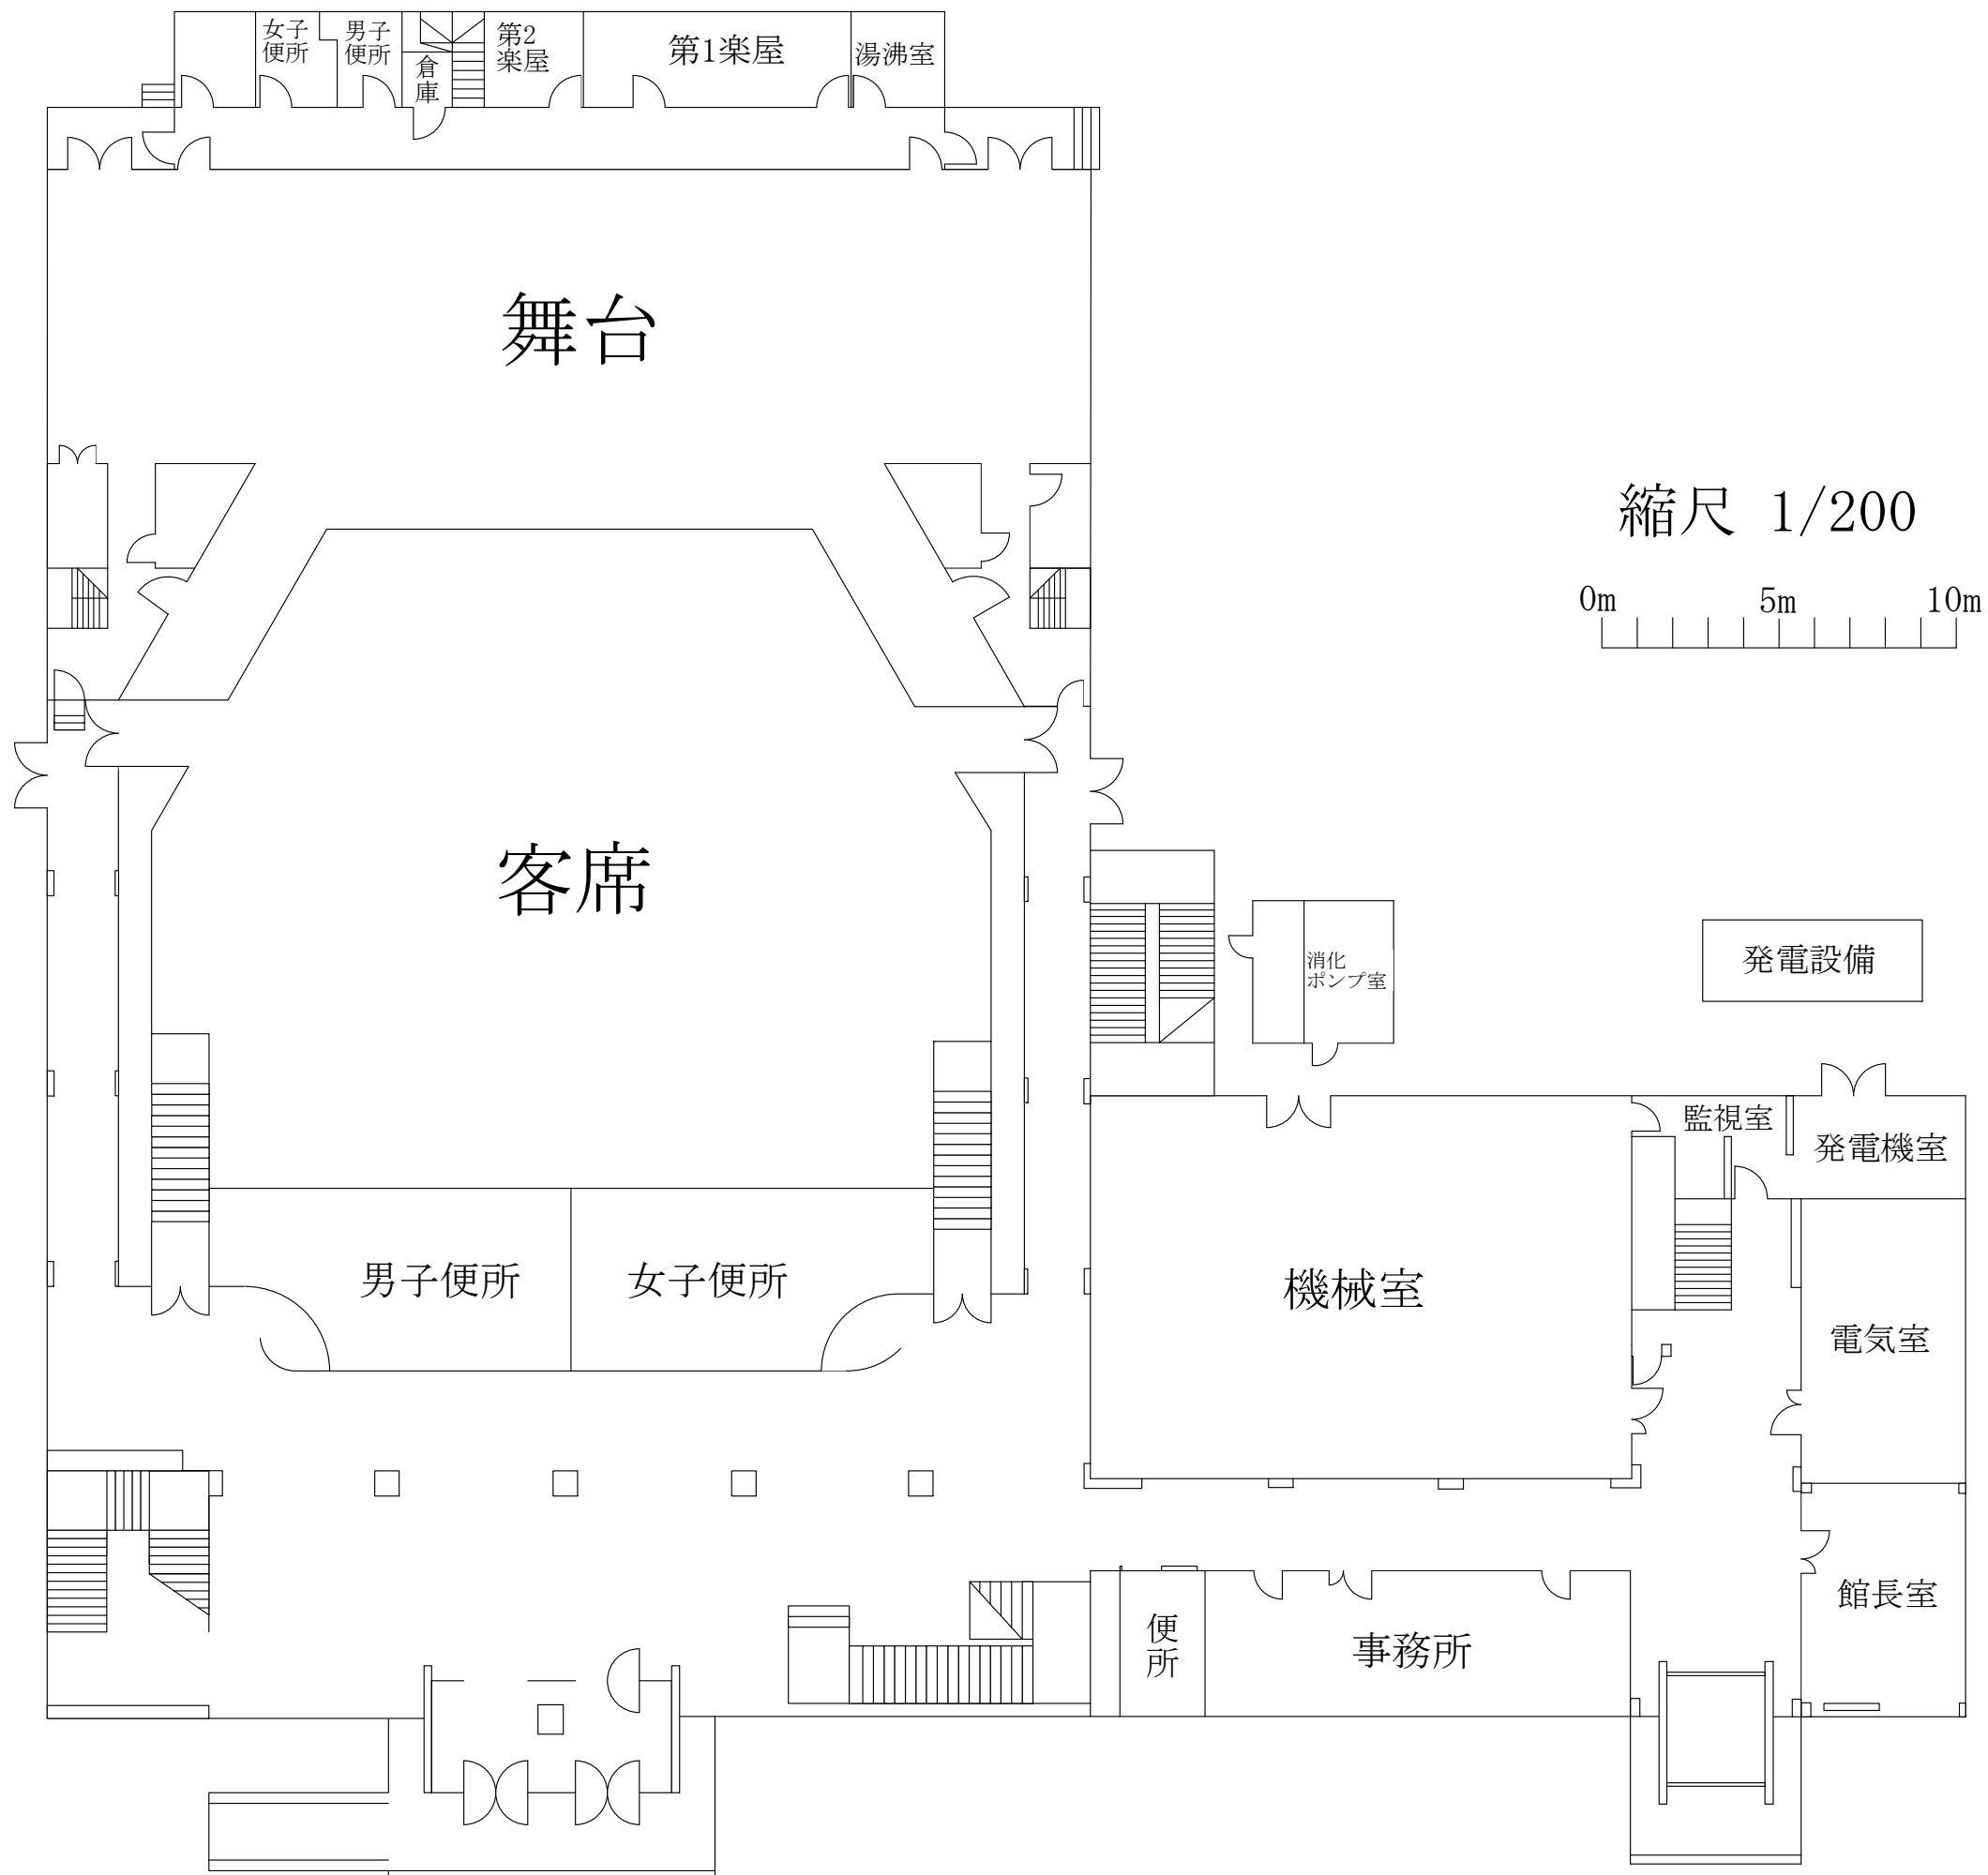 女子
便所
男子
便所
倉
庫
第2
楽屋
第1楽屋
湯沸室
舞台
縮尺 1/200
0m 5m 10m
客席
消化
ポンプ室
発電設備
監視室
発電機室
男子便所
女子便所
機械室
電気室
便
所
事務所
館長室